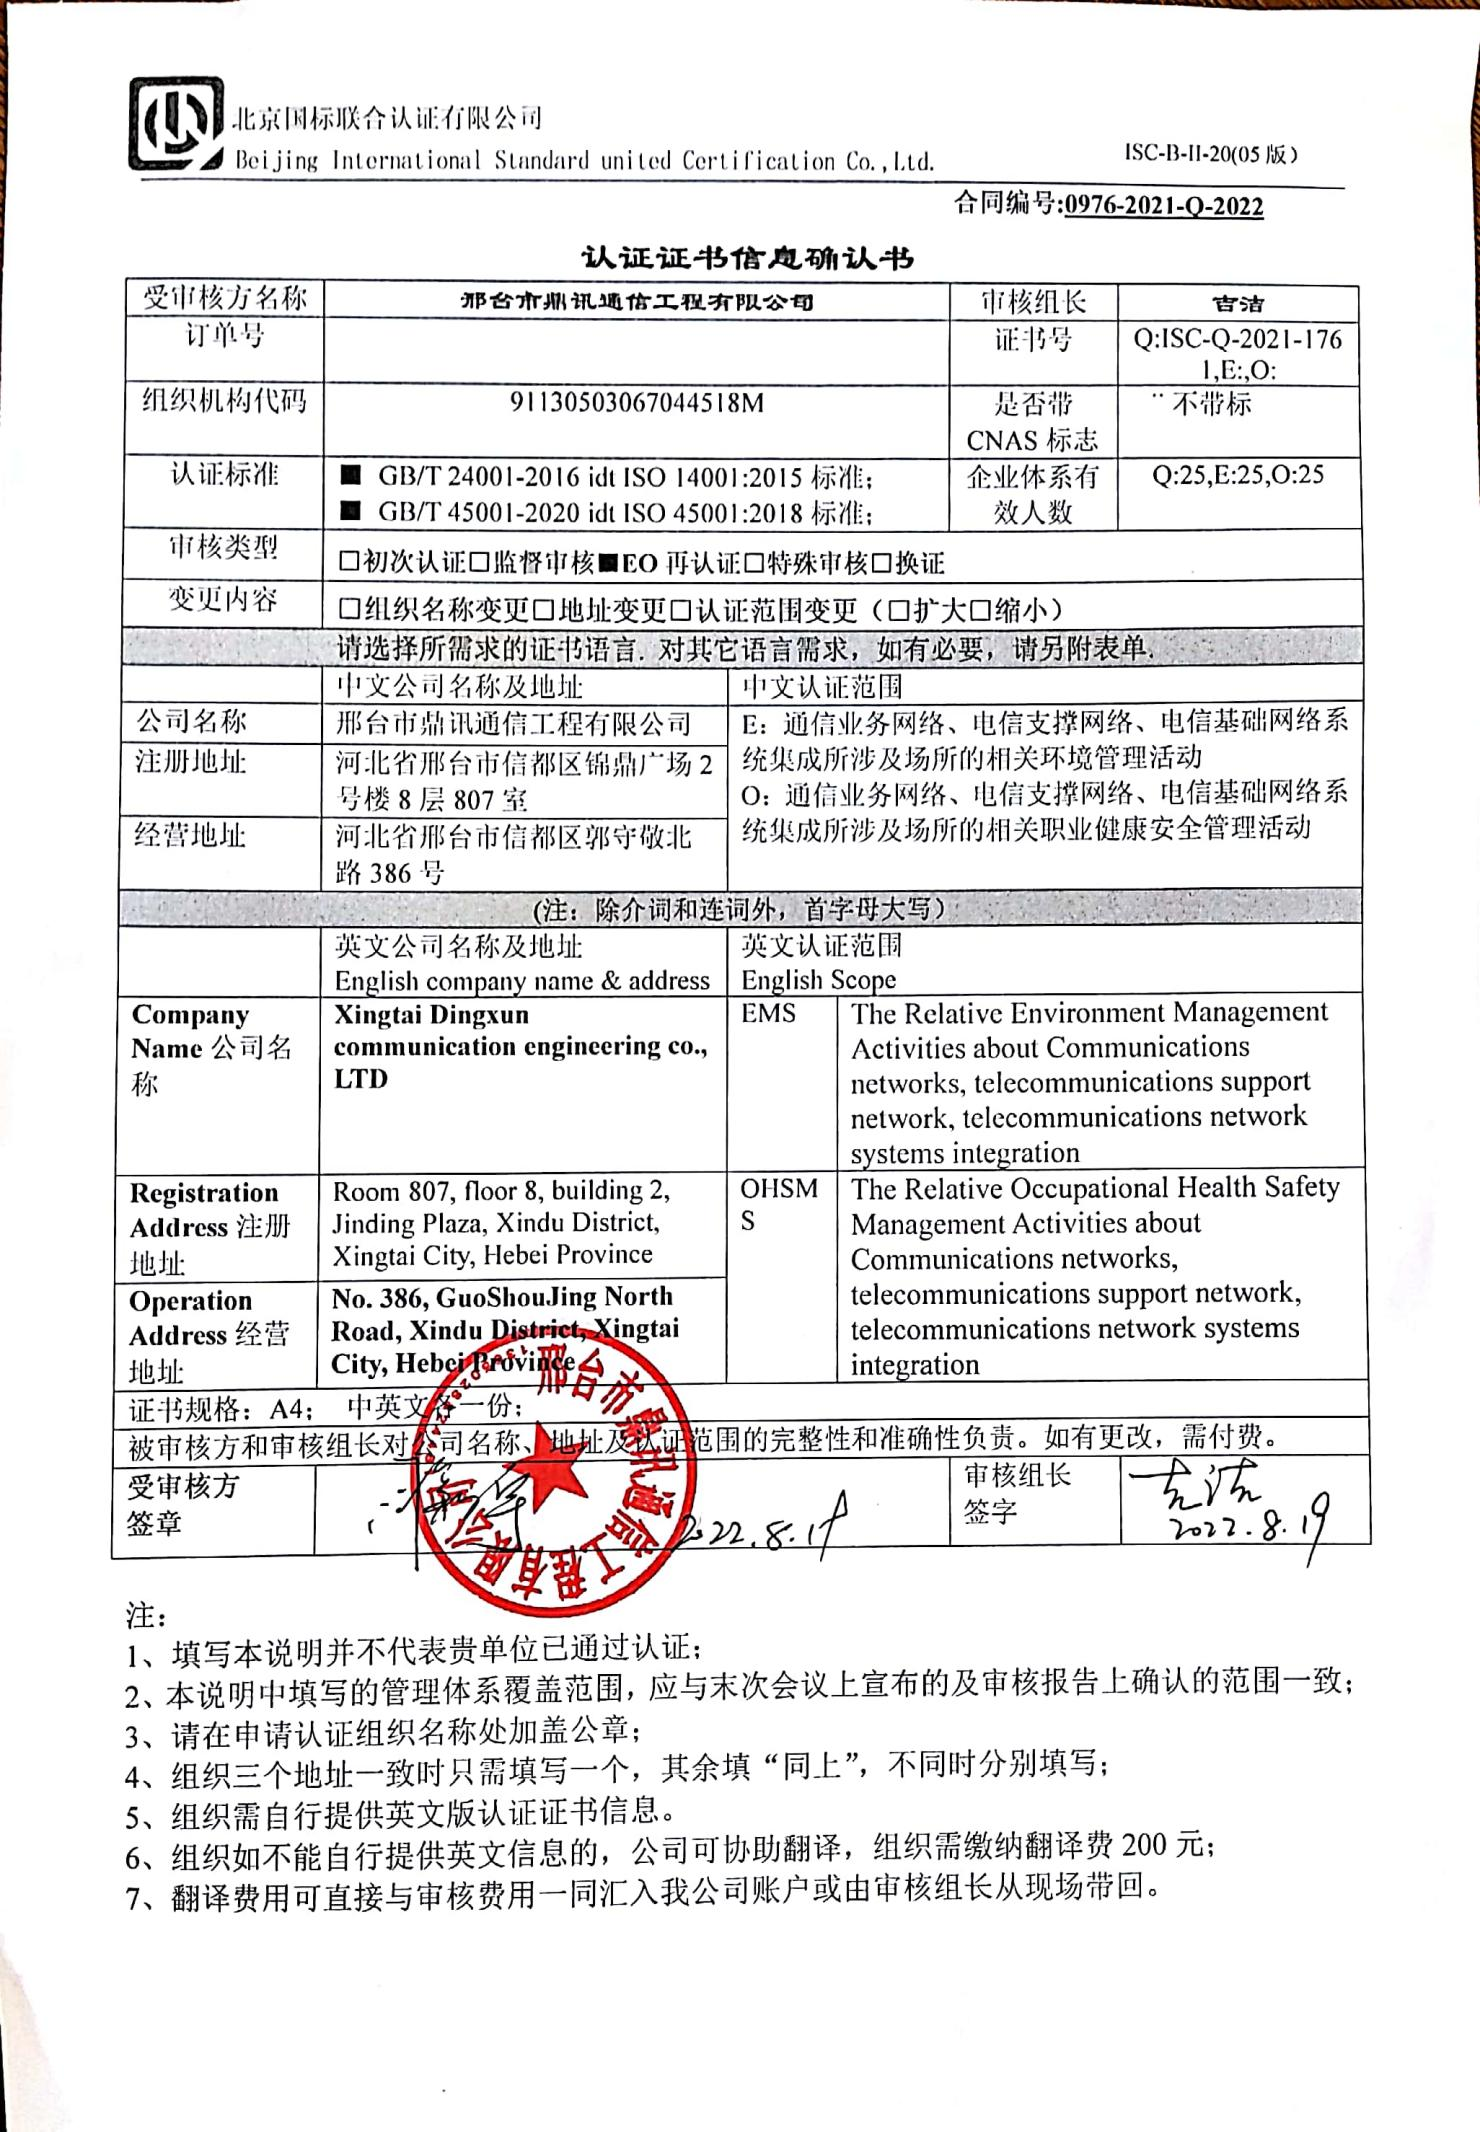 北京国标联合认证有限公司
Beijing International Standard united Certification Co.,Ltd.
ISC-B-II-20(05版)
合同编号:0976-2021-Q-2022
认证证书信息确认书
受审核方名称 邢台市鼎讯通信工程有限公司 审核组长 吉洁
订单号 证书号 Q:ISC-Q-2021-176
1,E:,O:
组织机构代码 91130503067044518M 是否带 ¨ 不带标
CNAS 标志
认证标准 ■ GB/T 24001-2016 idt ISO 14001:2015 标准; 企业体系有 Q:25,E:25,O:25
■ GB/T 45001-2020 idt ISO 45001:2018 标准; 效人数
审核类型 □初次认证□监督审核■EO 再认证□特殊审核□换证
变更内容 □组织名称变更□地址变更□认证范围变更（□扩大□缩小）
请选择所需求的证书语言. 对其它语言需求，如有必要，请另附表单.
中文公司名称及地址 中文认证范围
公司名称 邢台市鼎讯通信工程有限公司 E：通信业务网络、电信支撑网络、电信基础网络系
注册地址 河北省邢台市信都区锦鼎广场 2 统集成所涉及场所的相关环境管理活动
号楼 8 层 807 室 O：通信业务网络、电信支撑网络、电信基础网络系
经营地址 河北省邢台市信都区郭守敬北 统集成所涉及场所的相关职业健康安全管理活动
路 386 号
(注：除介词和连词外，首字母大写）
英文公司名称及地址 英文认证范围
English company name & address English Scope
Company Xingtai Dingxun EMS The Relative Environment Management
Name 公司名 communication engineering co., Activities about Communications
称 LTD networks, telecommunications support
network, telecommunications network
systems integration
Registration Room 807, floor 8, building 2, OHSM The Relative Occupational Health Safety
Address 注册 Jinding Plaza, Xindu District, S Management Activities about
地址 Xingtai City, Hebei Province Communications networks,
Operation No. 386, GuoShouJing North telecommunications support network,
Address 经营 Road, Xindu District, Xingtai telecommunications network systems
地址 City, Hebei Province integration
证书规格：A4； 中英文各一份；
被审核方和审核组长对公司名称、地址及认证范围的完整性和准确性负责。如有更改，需付费。
受审核方 审核组长 吉洁
签章 2022.8.19 签字 2022.8.19
邢台市鼎讯通信工程有限公司
注：
1、填写本说明并不代表贵单位已通过认证；
2、本说明中填写的管理体系覆盖范围，应与末次会议上宣布的及审核报告上确认的范围一致；
3、请在申请认证组织名称处加盖公章；
4、组织三个地址一致时只需填写一个，其余填“同上”，不同时分别填写；
5、组织需自行提供英文版认证证书信息。
6、组织如不能自行提供英文信息的，公司可协助翻译，组织需缴纳翻译费 200 元；
7、翻译费用可直接与审核费用一同汇入我公司账户或由审核组长从现场带回。